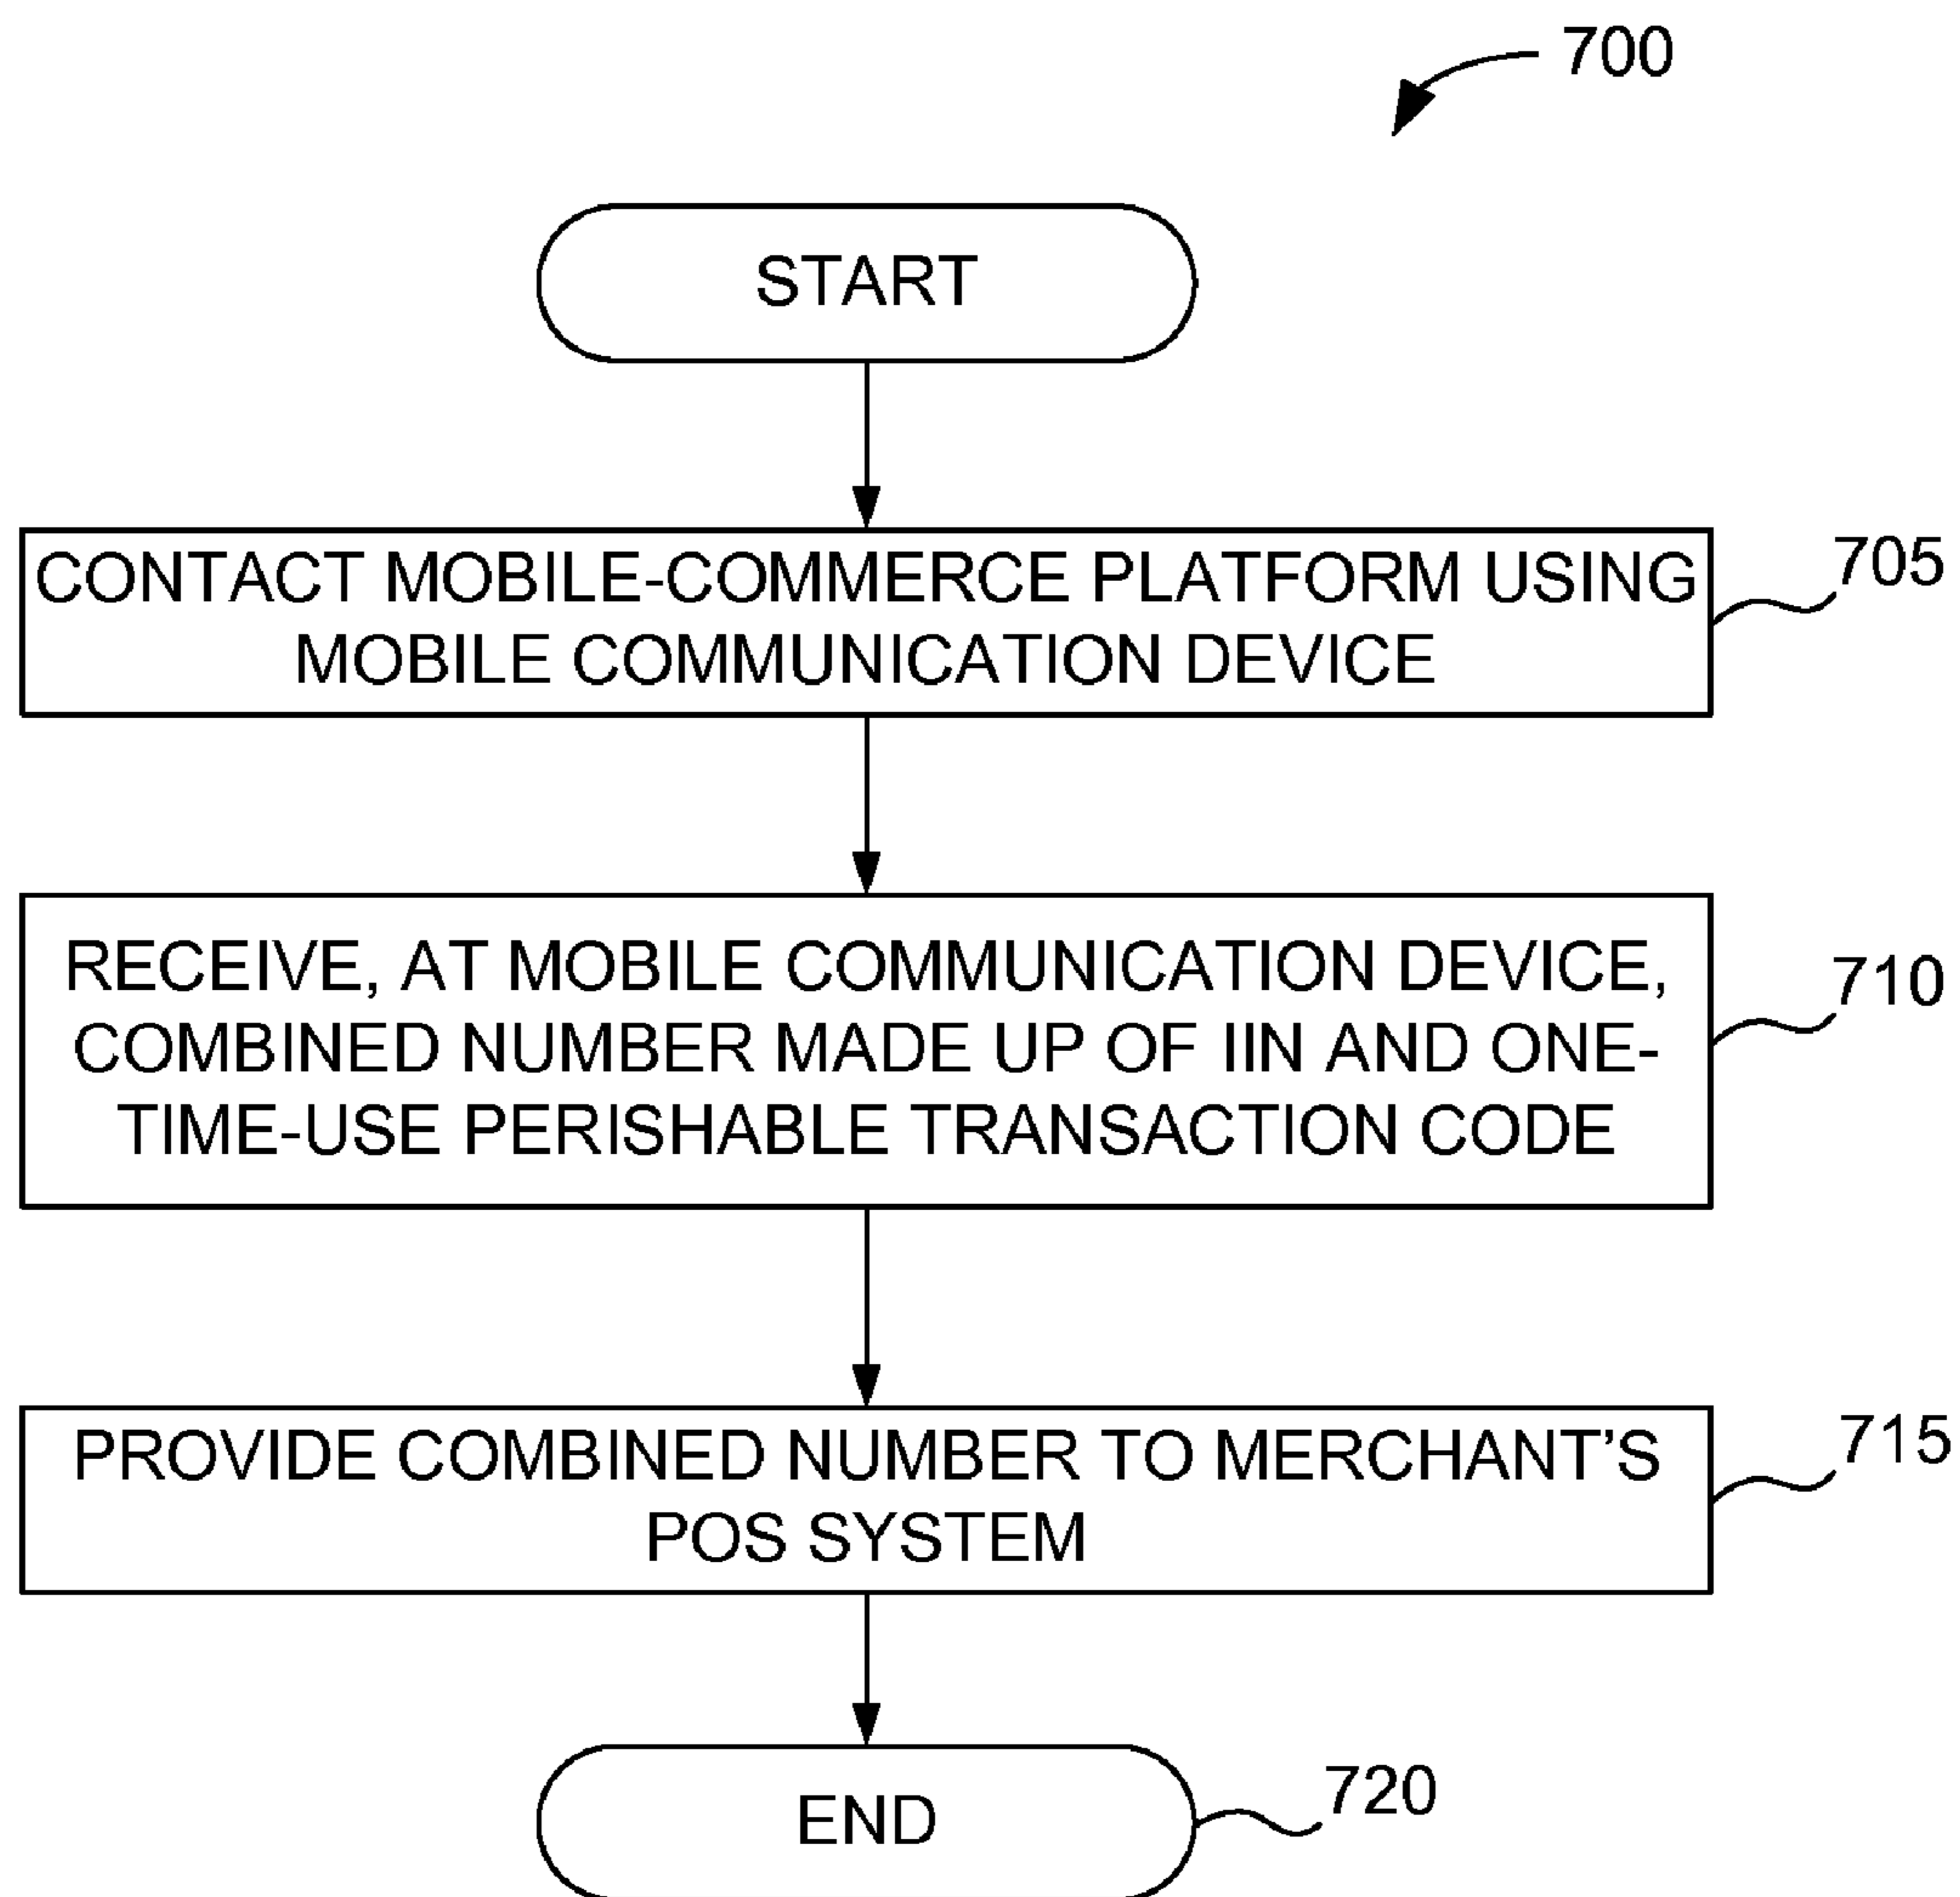 700
START
CONTACT MOBILE-COMMERCE PLATFORM USING
MOBILE COMMUNICATION DEVICE
705
RECEIVE, AT MOBILE COMMUNICATION DEVICE,
COMBINED NUMBER MADE UP OF IIN AND ONE-
TIME-USE PERISHABLE TRANSACTION CODE
710
PROVIDE COMBINED NUMBER TO MERCHANT’S
POS SYSTEM
715
END
720